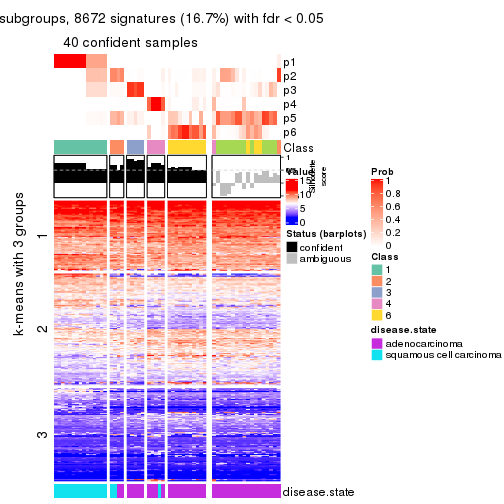 subgroups, 8672 signatures (16.7%) with fdr < 0.05
40 confident samples
p1
p2
p3
p4
p5
p6
Class
1
0.5
0
Silhouette
score
k-means with 3 groups
1
2
3
Value
15
10
5
0
Status (barplots)
confident
ambiguous
Prob
1
0.8
0.6
0.4
0.2
0
Class
1
2
3
4
6
disease.state
adenocarcinoma
squamous cell carcinoma
disease.state